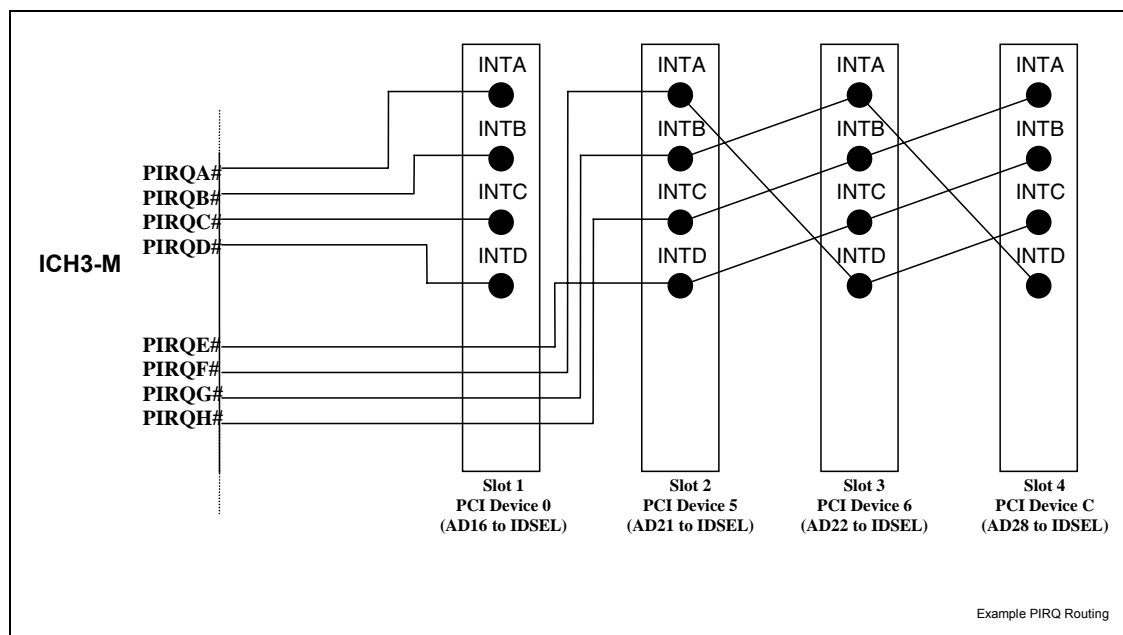 INTA
INTA
INTA
INTA
INTB
INTB
INTB
INTB
INTC
INTC
INTC
INTC
INTD
INTD
INTD
INTD
PIRQA#
PIRQB#
PIRQC#
PIRQD#
ICH3-M
PIRQE#
PIRQF#
PIRQG#
PIRQH#
Slot 1
PCI Device 0
(AD16 to IDSEL)
Slot 2
PCI Device 5
(AD21 to IDSEL)
Slot 3
PCI Device 6
(AD22 to IDSEL)
Slot 4
PCI Device C
(AD28 to IDSEL)
Example PIRQ Routing